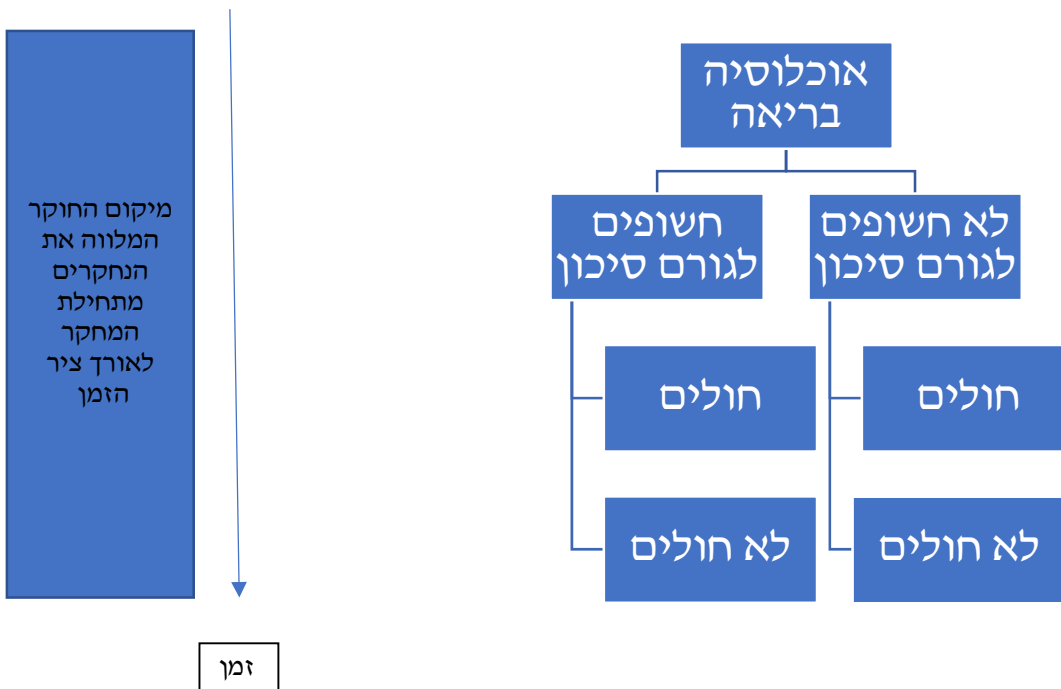 אוכלוסיה
בריאה
לא חשופים
לגורם סיכון
חשופים
לגורם סיכון
חולים
חולים
לא חולים
לא חולים
מיקום החוקר
המלווה את
הנחקרים
מתחילת
המחקר
לאורך ציר
הזמן
זמן